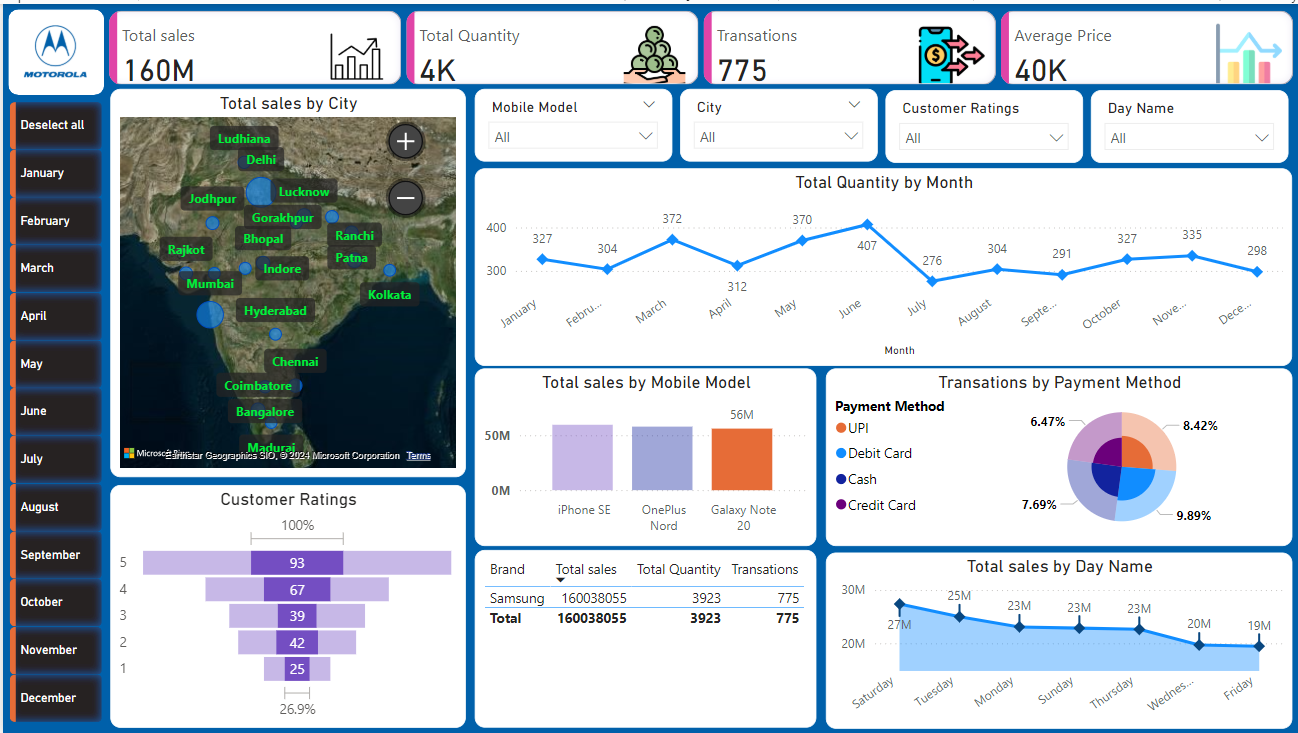 MOTOROLA
Total sales
160M
Total Quantity
4K
Transations
775
Average Price
40K
Deselect all
January
February
March
April
May
June
July
August
September
October
November
December
Total sales by City
Ludhiana
Delhi
Jodhpur
Lucknow
Gorakhpur
Bhopal
Ranchi
Rajkot
Patna
Indore
Mumbai
Kolkata
Hyderabad
Chennai
Coimbatore
Bangalore
Madurai
Earthstar Geographics SIO, © 2024 Microsoft Corporation Terms
Mobile Model
All
City
All
Customer Ratings
All
Day Name
All
Total Quantity by Month
400
300
327
304
372
312
370
407
276
304
291
327
335
298
January
Febru...
March
April
May
June
July
August
Septe...
October
Nove...
Dece...
Month
Total sales by Mobile Model
50M
0M
56M
iPhone SE
OnePlus
Nord
Galaxy Note
20
Transations by Payment Method
Payment Method
UPI
Debit Card
Cash
Credit Card
6.47%
8.42%
7.69%
9.89%
Customer Ratings
100%
5 93
4 67
3 39
2 42
1 25
26.9%
Brand Total sales Total Quantity Transations
Samsung 160038055 3923 775
Total 160038055 3923 775
Total sales by Day Name
30M
20M
27M
25M
23M
23M
23M
20M
19M
Saturday
Tuesday
Monday
Sunday
Thursday
Wednes...
Friday